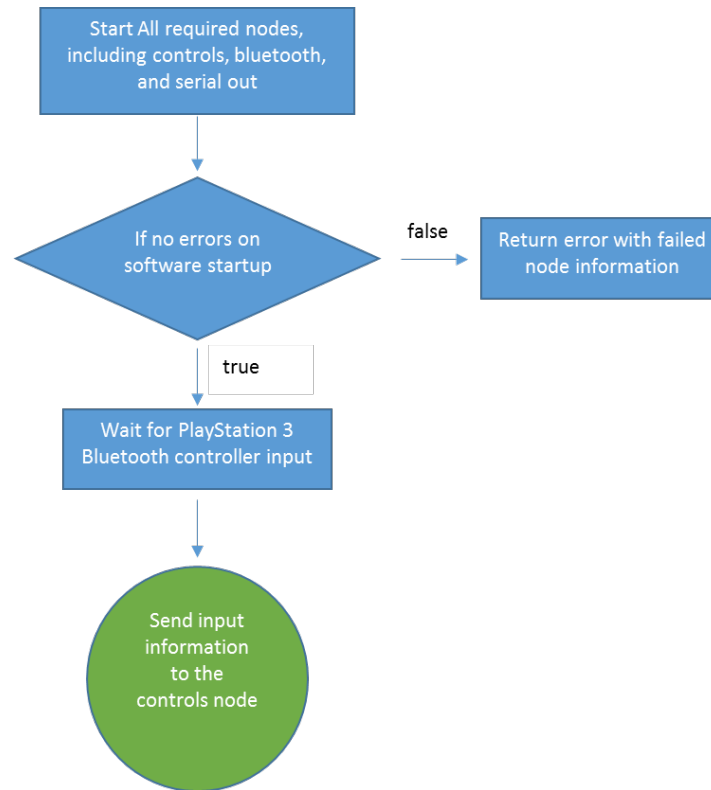 Start All required nodes,
including controls, bluetooth,
and serial out
If no errors on
software startup
false
Return error with failed
node information
true
Wait for PlayStation 3
Bluetooth controller input
Send input
information
to the
controls node